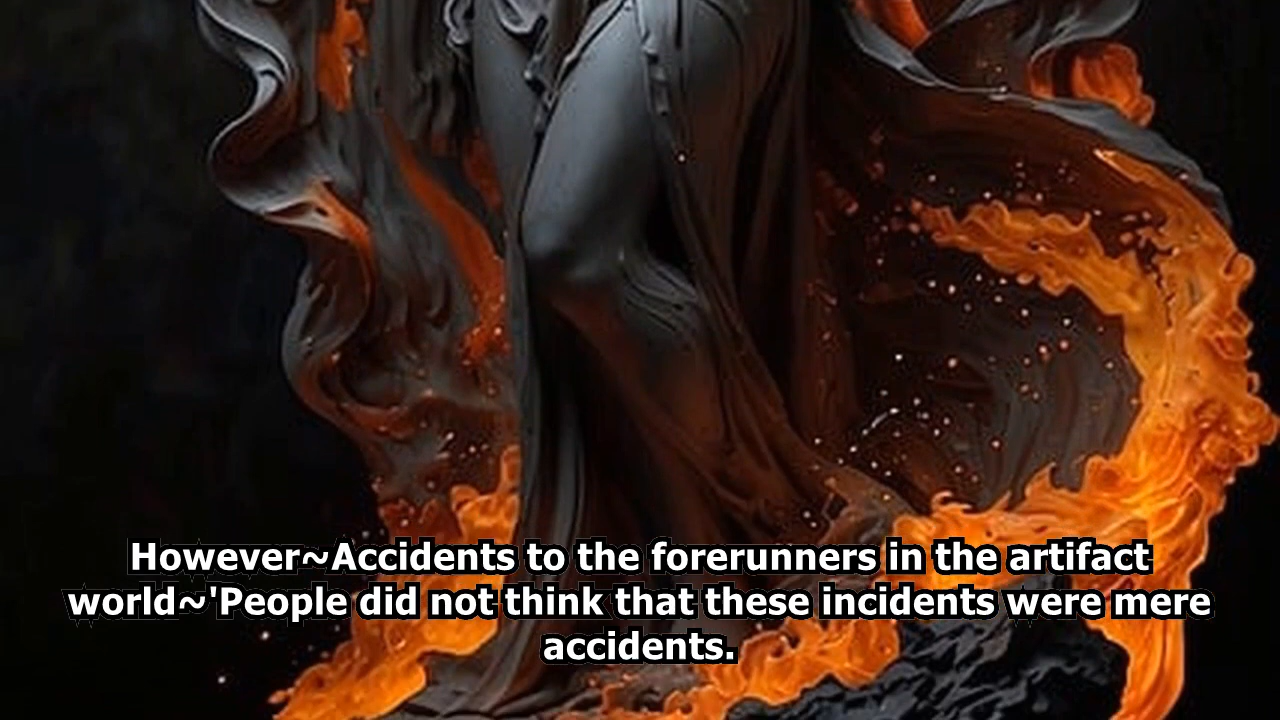 However~Accidents to the forerunners in the artifact
world~'People did not think that these incidents were mere
accidents.